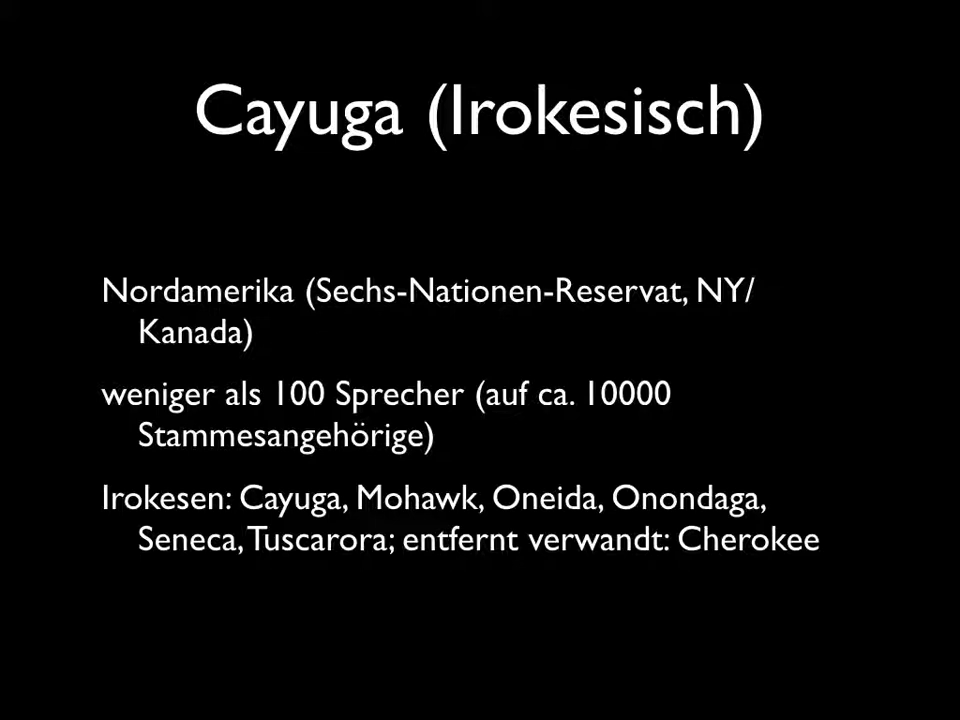 Cayuga (Irokesisch)
Nordamerika (Sechs-Nationen-Reservat, NY/
Kanada)
weniger als 100 Sprecher (auf ca. 10000
Stammesangehörige)
Irokesen: Cayuga, Mohawk, Oneida, Onondaga,
Seneca, Tuscarora; entfernt verwandt: Cherokee